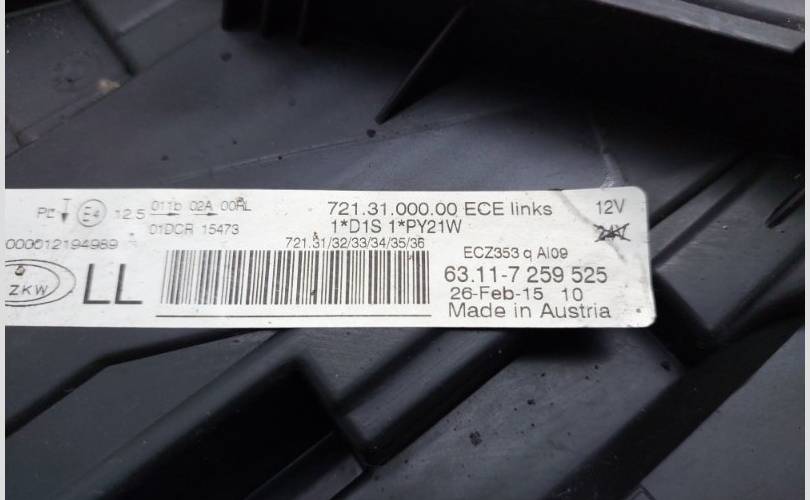 12.5 011b 02A 00RL
01DCR 15473
000012194989
ZKW
LL
721.31.000.00 ECE links
1*D1S 1*PY21W
721.31/32/33/34/35/36
12V
24V
ECZ353 q AI09
63.11-7 259 525
26-Feb-15 10
Made in Austria